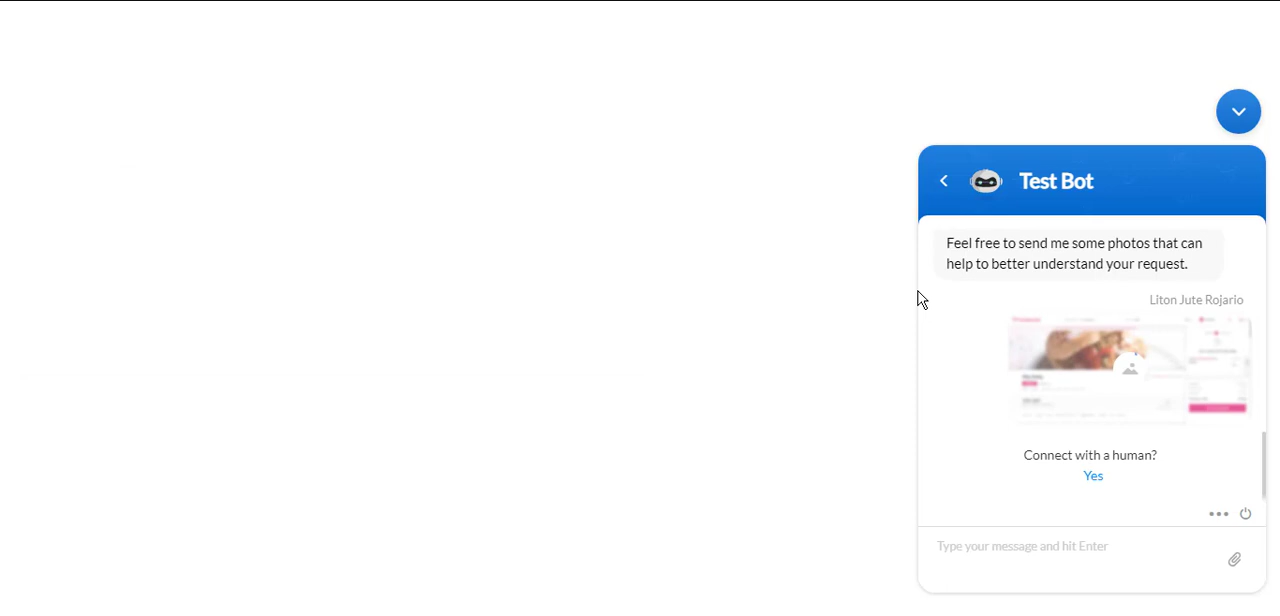 Test Bot
Feel free to send me some photos that can
help to better understand your request.
Liton Jute Rojario
Connect with a human?
Yes
Type your message and hit Enter